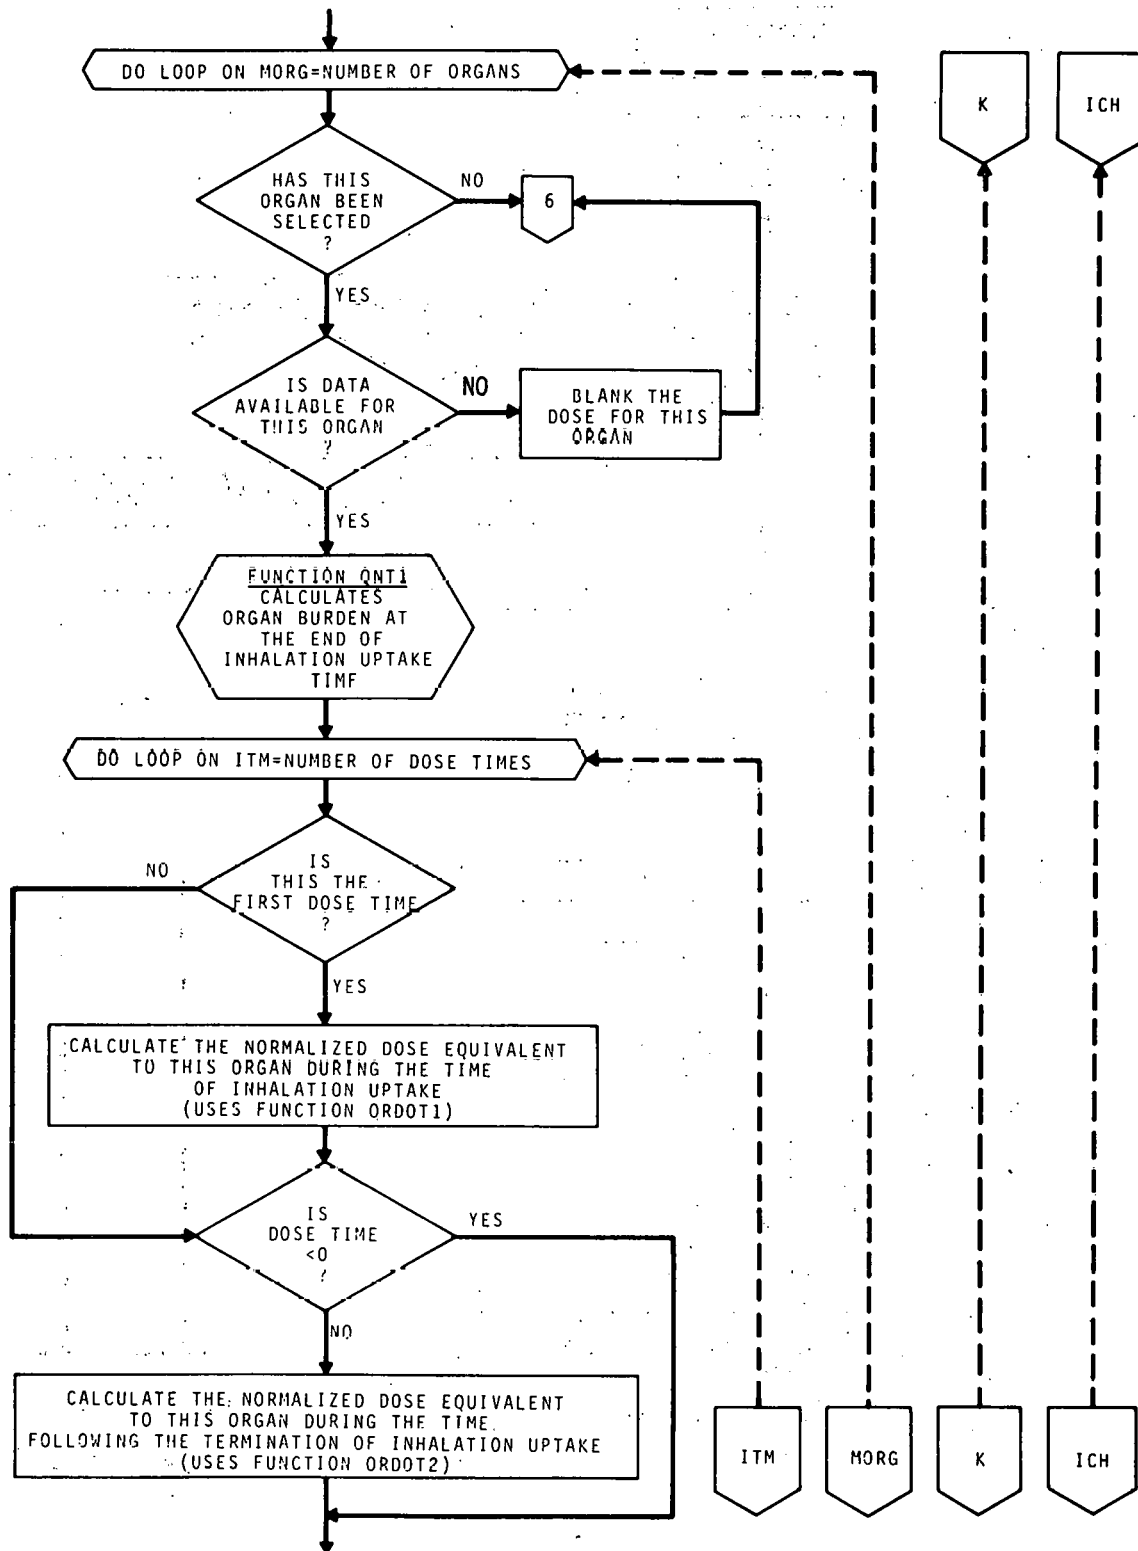 DO LOOP ON MORG=NUMBER OF ORGANS
K
ICH
HAS THIS
ORGAN BEEN
SELECTED
?
NO
6
YES
IS DATA
AVAILABLE FOR
THIS ORGAN
?
NO
BLANK THE
DOSE FOR THIS
ORGAN
YES
FUNCTION QNT1
CALCULATES
ORGAN BURDEN AT
THE END OF
INHALATION UPTAKE
TIMF
DO LOOP ON ITM=NUMBER OF DOSE TIMES
NO
IS
THIS THE
FIRST DOSE TIME
?
YES
CALCULATE THE NORMALIZED DOSE EQUIVALENT
TO THIS ORGAN DURING THE TIME
OF INHALATION UPTAKE
(USES FUNCTION ORDOT1)
IS
DOSE TIME
<0
?
YES
NO
CALCULATE THE NORMALIZED DOSE EQUIVALENT
TO THIS ORGAN DURING THE TIME
FOLLOWING THE TERMINATION OF INHALATION UPTAKE
(USES FUNCTION ORDOT2)
ITM
MORG
K
ICH